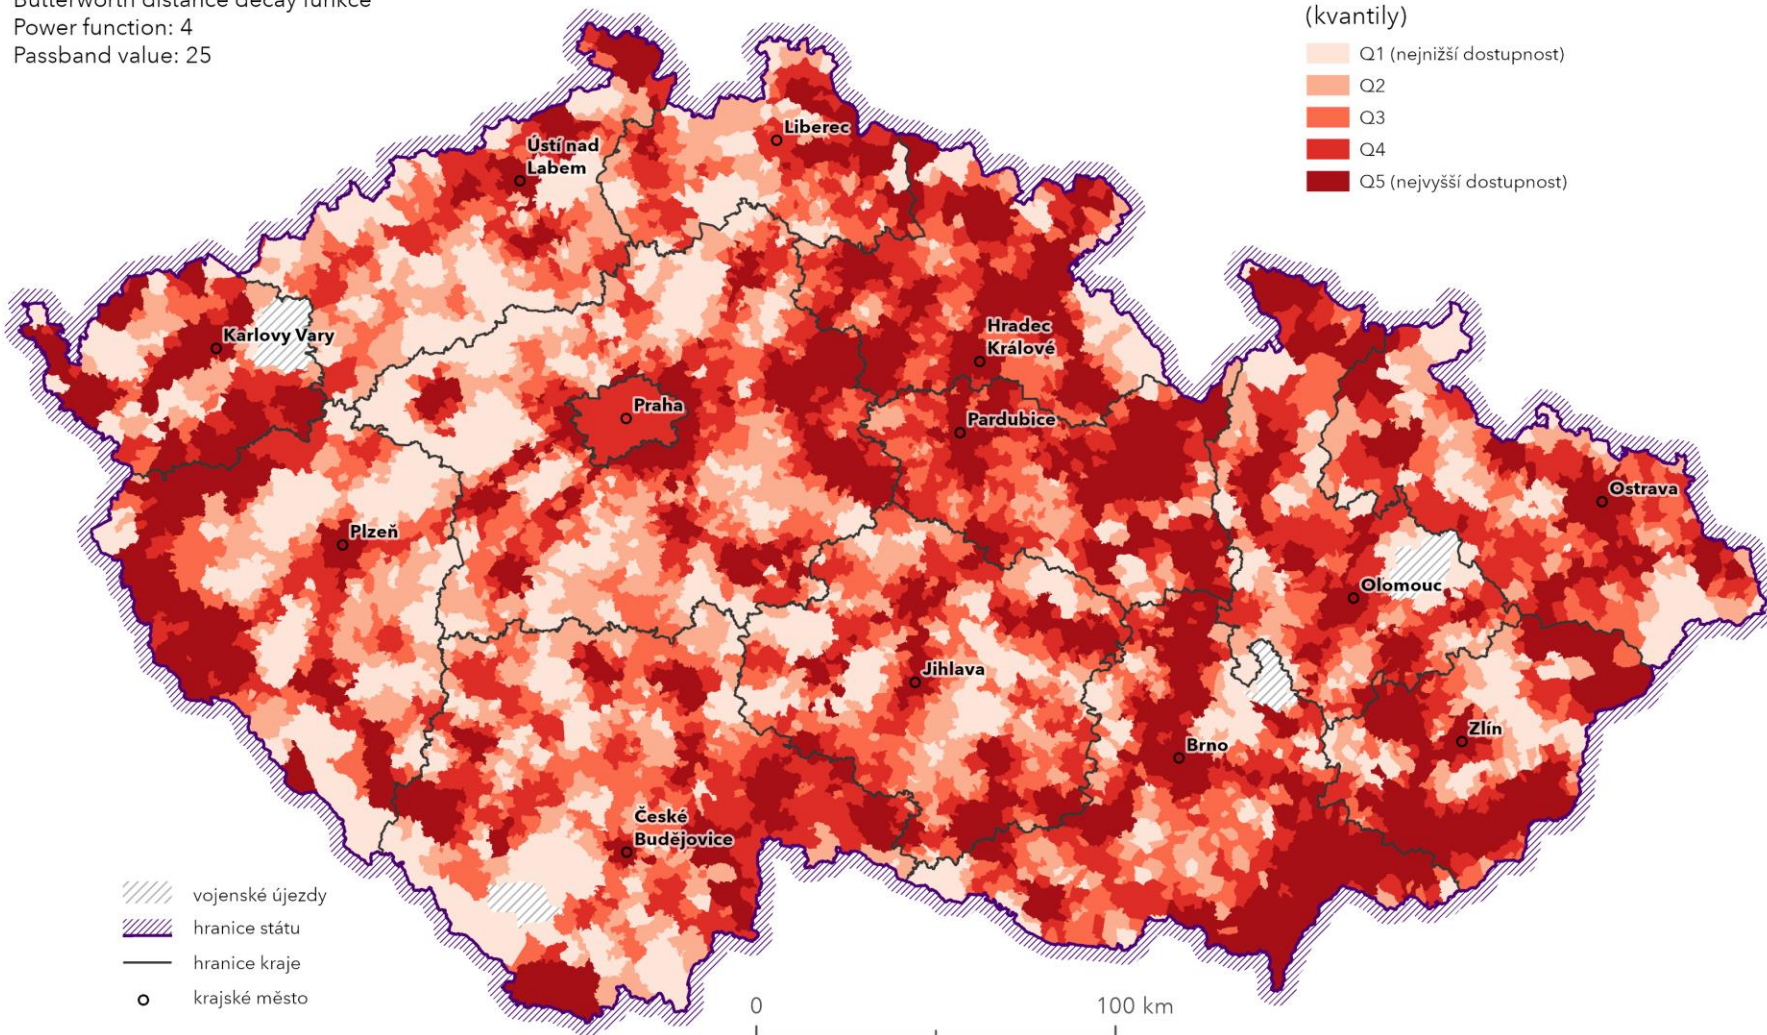 Butterworth distance decay funkce
Power function: 4
Passband value: 25
(kvantily)
Q1 (nejnižší dostupnost)
Q2
Q3
Q4
Q5 (nejvyšší dostupnost)
Liberec
Ústí nad
Labem
Karlovy Vary
Hradec
Králové
Praha
Pardubice
Ostrava
Plzeň
Olomouc
Jihlava
Zlín
Brno
České
Budějovice
vojenské újezdy
hranice státu
hranice kraje
krajské město
0
100 km